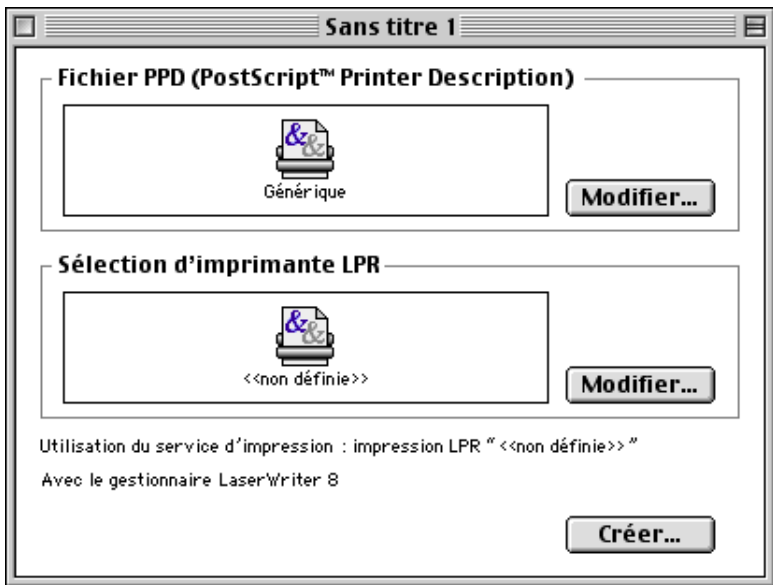 Sans titre 1
Fichier PPD (PostScript™ Printer Description)
Générique
Modifier...
Sélection d'imprimante LPR
<<non définie>>
Modifier...
Utilisation du service d'impression : impression LPR “ <<non définie>> ”
Avec le gestionnaire LaserWriter 8
Créer...